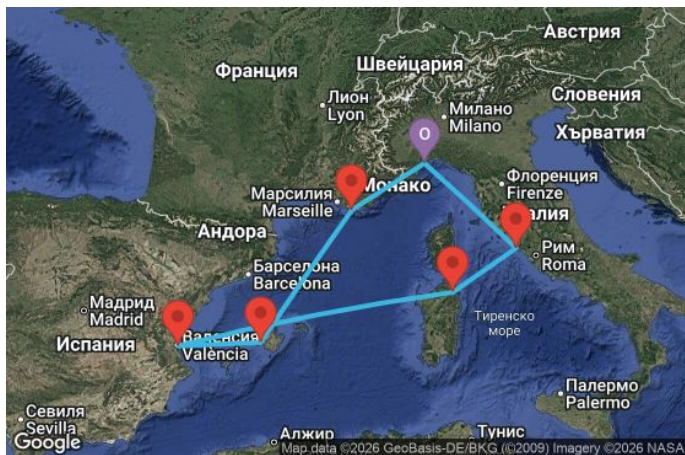 Австрия
Швейцария
Франция
Словения
Лион
Lyon
Милано
Milano
Хърватия
О
Флоренция
Firenze
Марсилия
Marseille
Монако
алия
Андора
Рим
Roma
Барселона
Barcelona
Мадрид
Madrid
Тиренско
море
Испания
Валенсия
València
Палермо
Palermo
Севиля
Sevilla
Google
Алжир
Тунис
Map data ©2026 GeoBasis-DE/BKG (©2009) Imagery ©2026 NASA